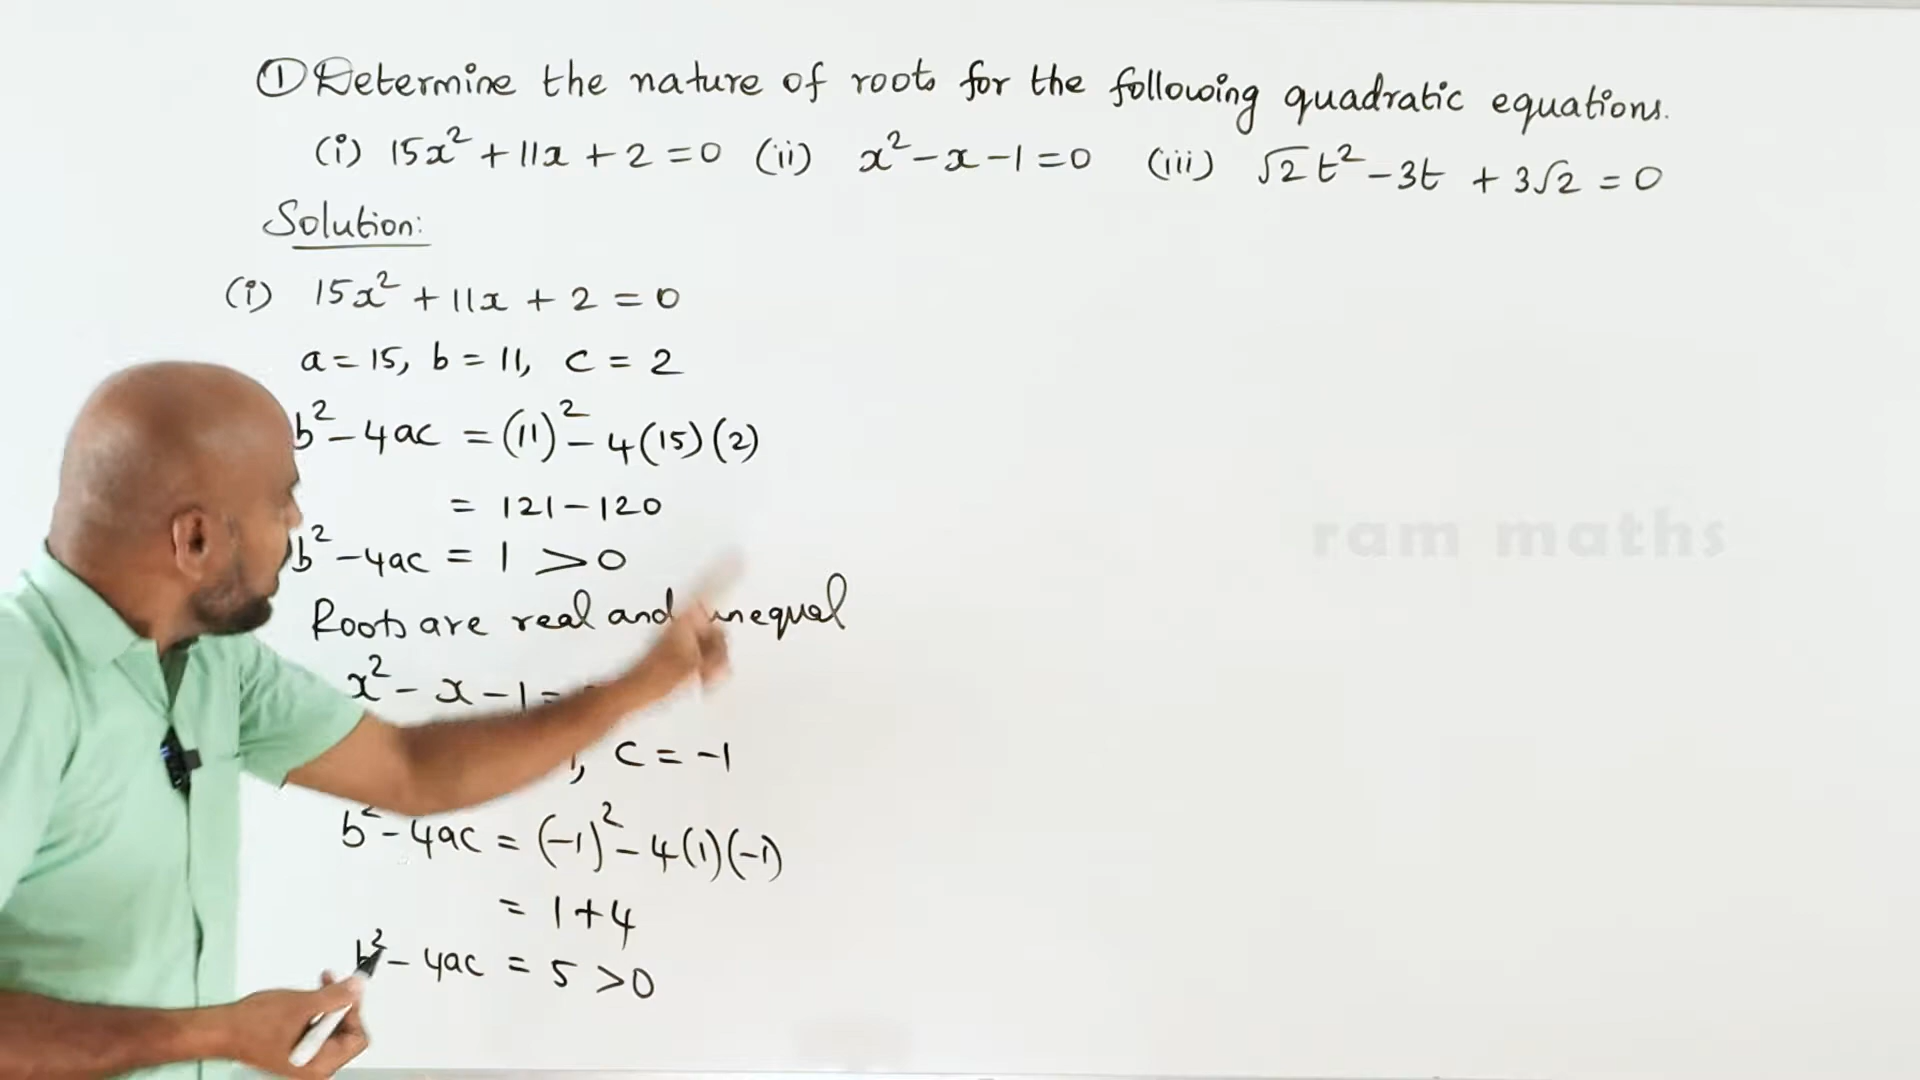 ① Determine the nature of roots for the following quadratic equations.
(i) 15x² + 11x + 2 = 0 (ii) x² - x - 1 = 0 (iii) √2 t² - 3t + 3√2 = 0
Solution:
(i) 15x² + 11x + 2 = 0
a = 15, b = 11, c = 2
b² - 4ac = (11)² - 4(15)(2)
= 121 - 120
b² - 4ac = 1 > 0
Roots are real and unequal
x² - x - 1 =
, c = -1
b² - 4ac = (-1)² - 4(1)(-1)
= 1 + 4
b² - 4ac = 5 > 0
ram maths